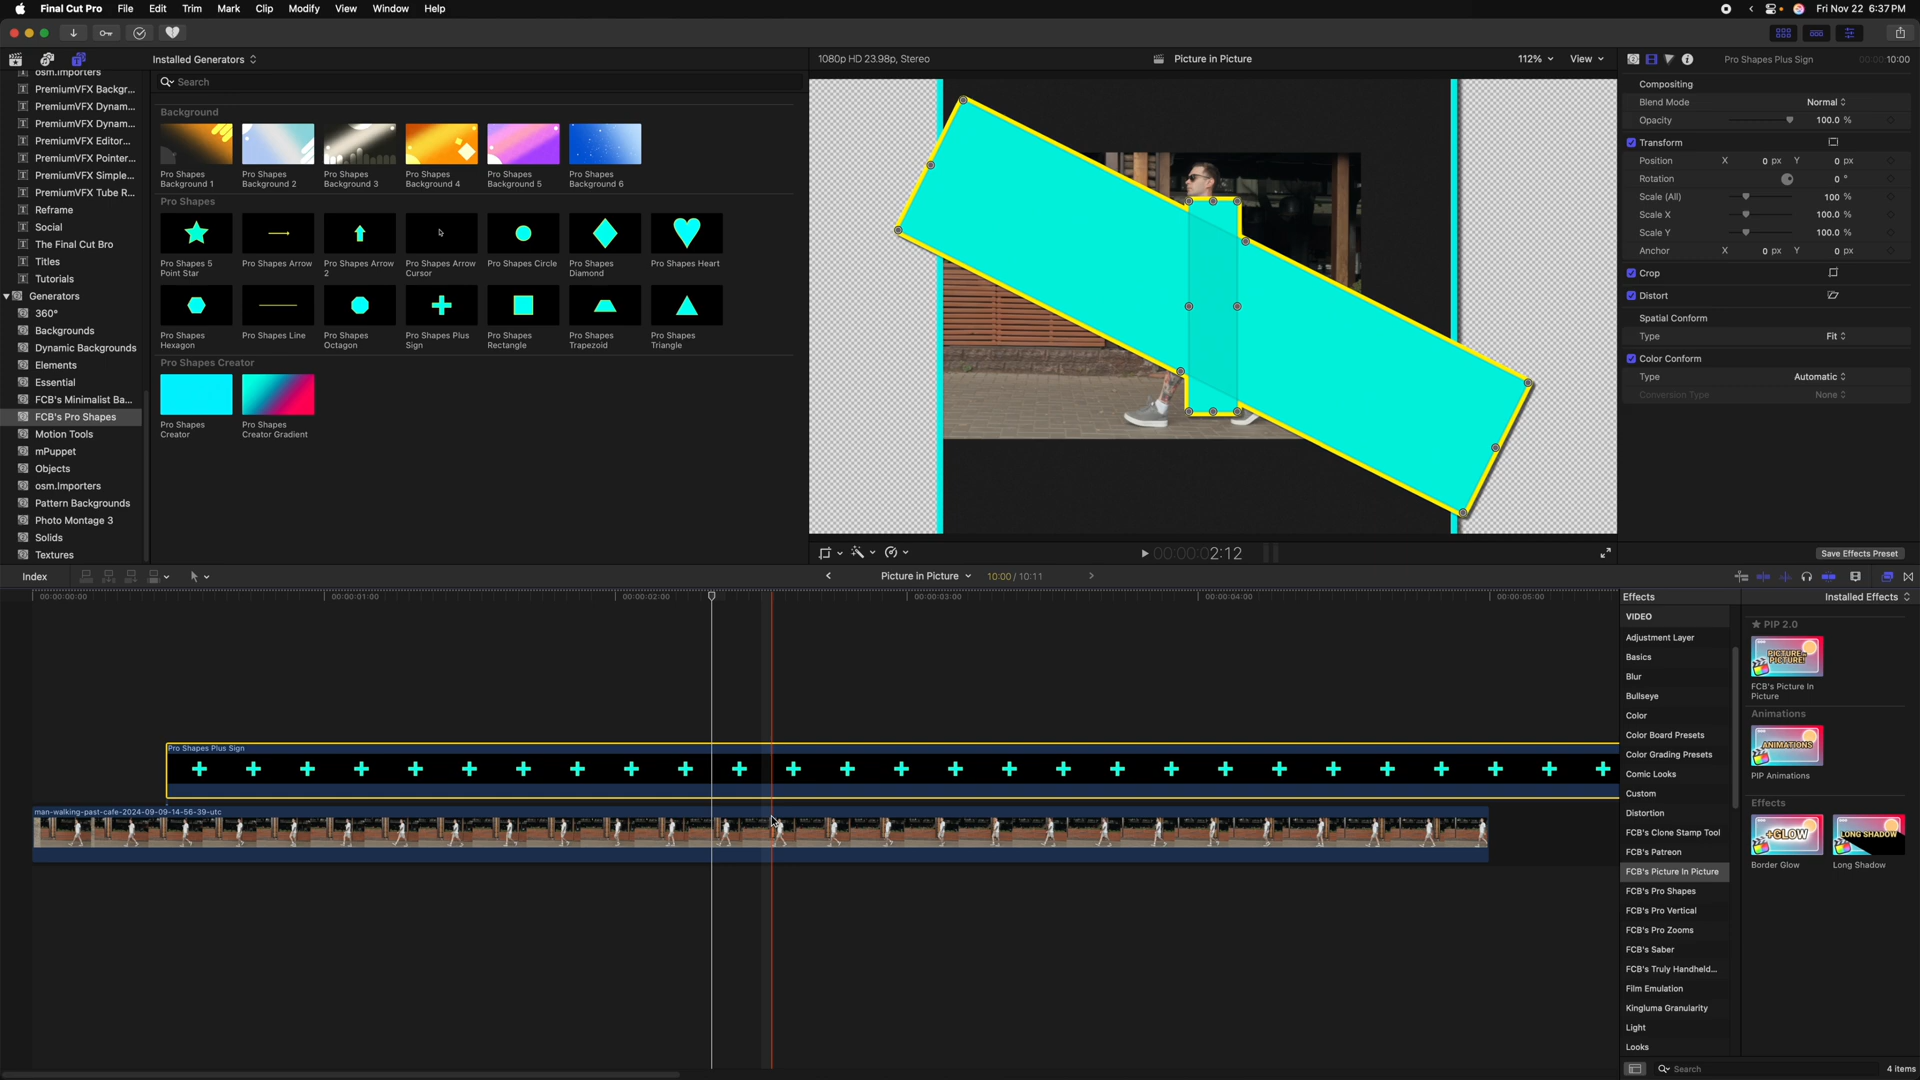 Final Cut Pro File Edit Trim Mark Clip Modify View Window Help
Fri Nov 22 6:37 PM
Installed Generators
1080p HD 23.98p, Stereo
Picture in Picture
112%
View
Pro Shapes Plus Sign
00:00:10:00
osm.Importers
PremiumVFX Backgr...
PremiumVFX Dynam...
PremiumVFX Dynam...
PremiumVFX Editor...
PremiumVFX Pointer...
PremiumVFX Simple...
PremiumVFX Tube R...
Reframe
Social
The Final Cut Bro
Titles
Tutorials
Generators
360°
Backgrounds
Dynamic Backgrounds
Elements
Essential
FCB's Minimalist Ba...
FCB's Pro Shapes
Motion Tools
mPuppet
Objects
osm.Importers
Pattern Backgrounds
Photo Montage 3
Solids
Textures
Search
Background
Pro Shapes Background 1
Pro Shapes Background 2
Pro Shapes Background 3
Pro Shapes Background 4
Pro Shapes Background 5
Pro Shapes Background 6
Pro Shapes
Pro Shapes 5 Point Star
Pro Shapes Arrow
Pro Shapes Arrow 2
Pro Shapes Arrow Cursor
Pro Shapes Circle
Pro Shapes Diamond
Pro Shapes Heart
Pro Shapes Hexagon
Pro Shapes Line
Pro Shapes Octagon
Pro Shapes Plus Sign
Pro Shapes Rectangle
Pro Shapes Trapezoid
Pro Shapes Triangle
Pro Shapes Creator
Pro Shapes Creator
Pro Shapes Creator Gradient
00:00:00:02:12
Compositing
Blend Mode Normal
Opacity 100.0 %
Transform
Position X 0 px Y 0 px
Rotation 0 °
Scale (All) 100 %
Scale X 100.0 %
Scale Y 100.0 %
Anchor X 0 px Y 0 px
Crop
Distort
Spatial Conform
Type Fit
Color Conform
Type Automatic
Conversion Type None
Save Effects Preset
Index
Picture in Picture 10:00 / 10:11
00:00:00:00
00:00:01:00
00:00:02:00
00:00:03:00
00:00:04:00
00:00:05:00
Pro Shapes Plus Sign
man-walking-past-cafe-2024-09-09-14-56-39-utc
Effects
Installed Effects
VIDEO
Adjustment Layer
Basics
Blur
Bullseye
Color
Color Board Presets
Color Grading Presets
Comic Looks
Custom
Distortion
FCB's Clone Stamp Tool
FCB's Patreon
FCB's Picture In Picture
FCB's Pro Shapes
FCB's Pro Vertical
FCB's Pro Zooms
FCB's Saber
FCB's Truly Handheld...
Film Emulation
Kingluma Granularity
Light
Looks
PIP 2.0
PICTURE in PICTURE!
FCB's Picture In Picture
Animations
ANIMATIONS
PIP Animations
Effects
+GLOW
Border Glow
LONG SHADOW
Long Shadow
Search
4 items